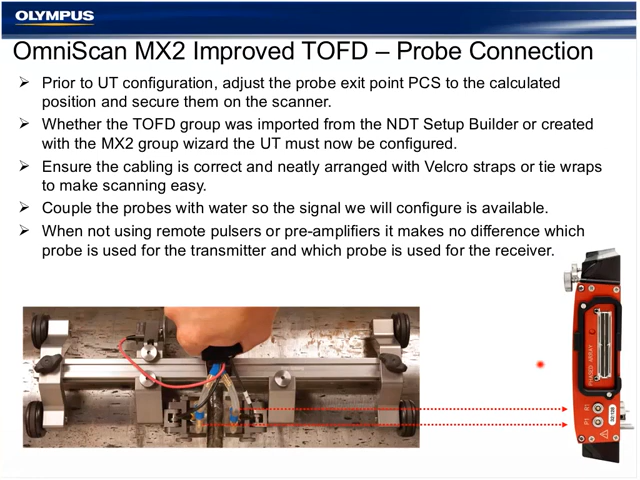 OLYMPUS
OmniScan MX2 Improved TOFD – Probe Connection
➢ Prior to UT configuration, adjust the probe exit point PCS to the calculated
position and secure them on the scanner.
➢ Whether the TOFD group was imported from the NDT Setup Builder or created
with the MX2 group wizard the UT must now be configured.
➢ Ensure the cabling is correct and neatly arranged with Velcro straps or tie wraps
to make scanning easy.
➢ Couple the probes with water so the signal we will configure is available.
➢ When not using remote pulsers or pre-amplifiers it makes no difference which
probe is used for the transmitter and which probe is used for the receiver.
PHASED ARRAY
P1 R1
32:128